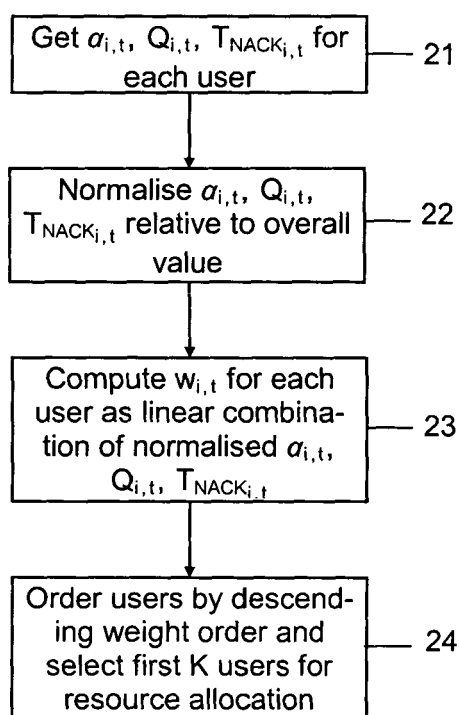 Get α_{i,t}, Q_{i,t}, T_{NACK_{i,t}} for
each user
21
Normalise α_{i,t}, Q_{i,t},
T_{NACK_{i,t}} relative to overall
value
22
Compute w_{i,t} for each
user as linear combina-
tion of normalised α_{i,t},
Q_{i,t}, T_{NACK_{i,t}}
23
Order users by descend-
ing weight order and
select first K users for
resource allocation
24